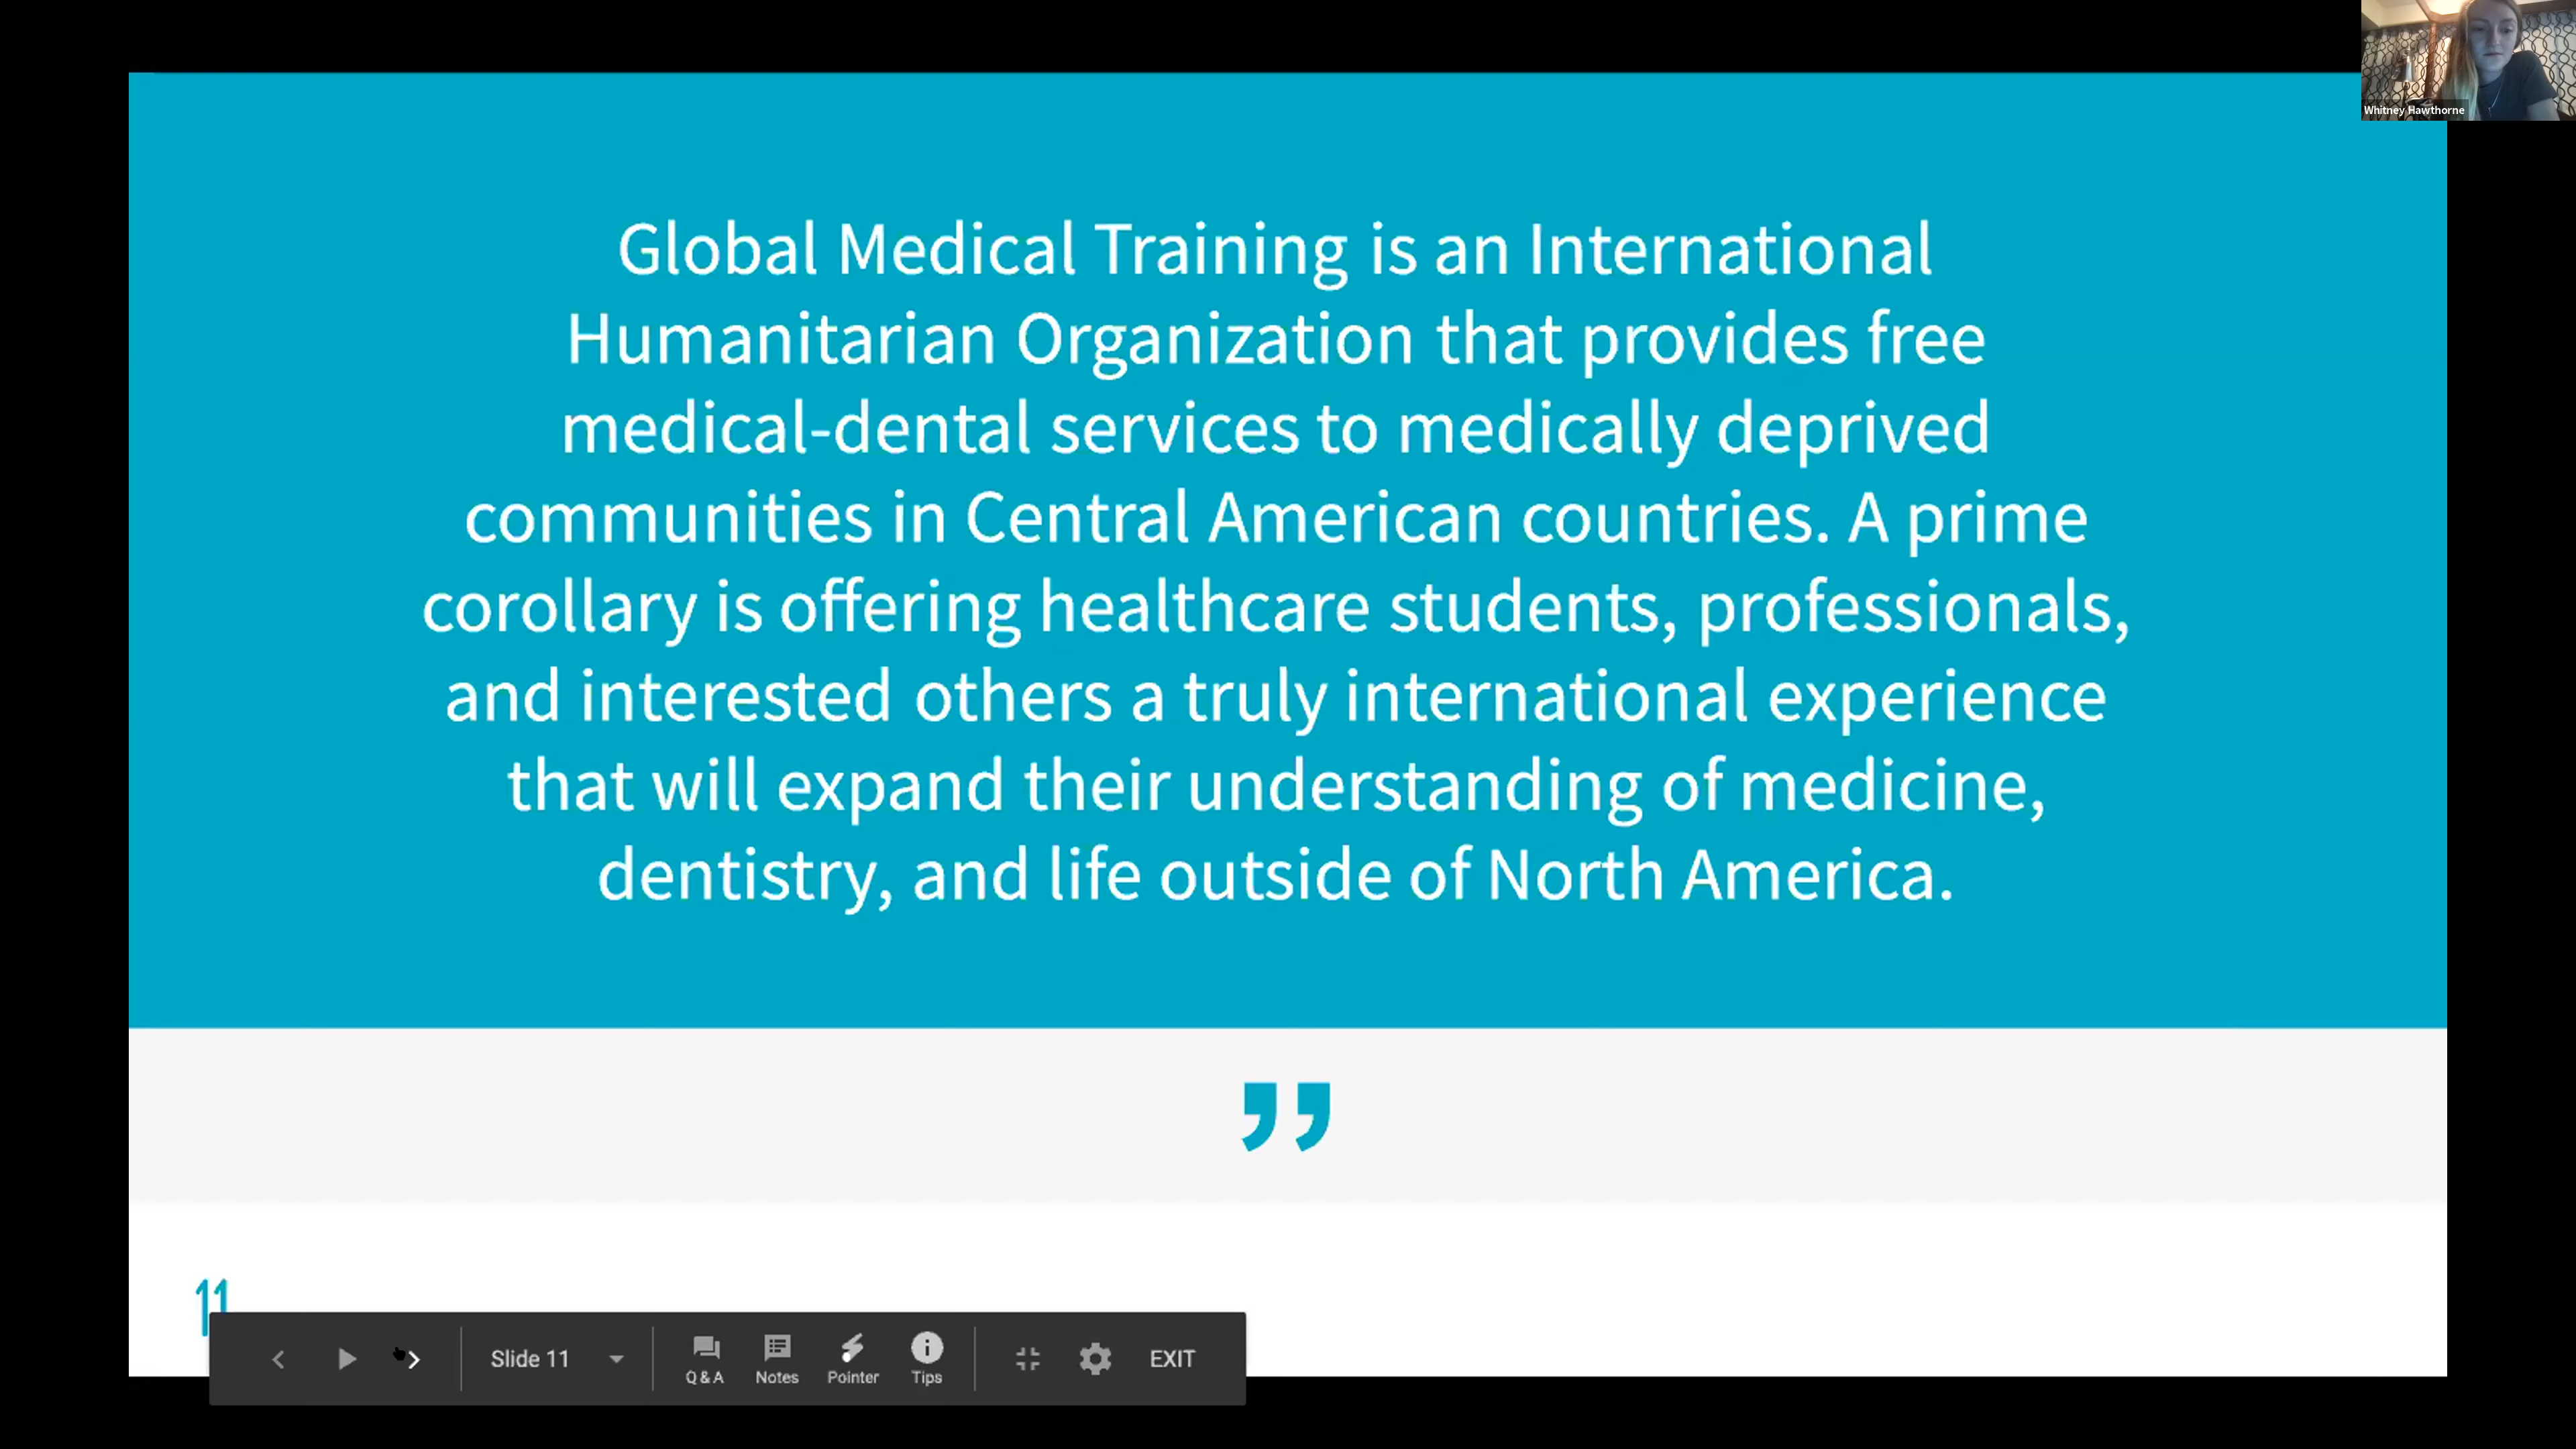 Whitney Hawthorne
Global Medical Training is an International
Humanitarian Organization that provides free
medical-dental services to medically deprived
communities in Central American countries. A prime
corollary is offering healthcare students, professionals,
and interested others a truly international experience
that will expand their understanding of medicine,
dentistry, and life outside of North America.
”
11
Slide 11
Q & A
Notes
Pointer
Tips
EXIT